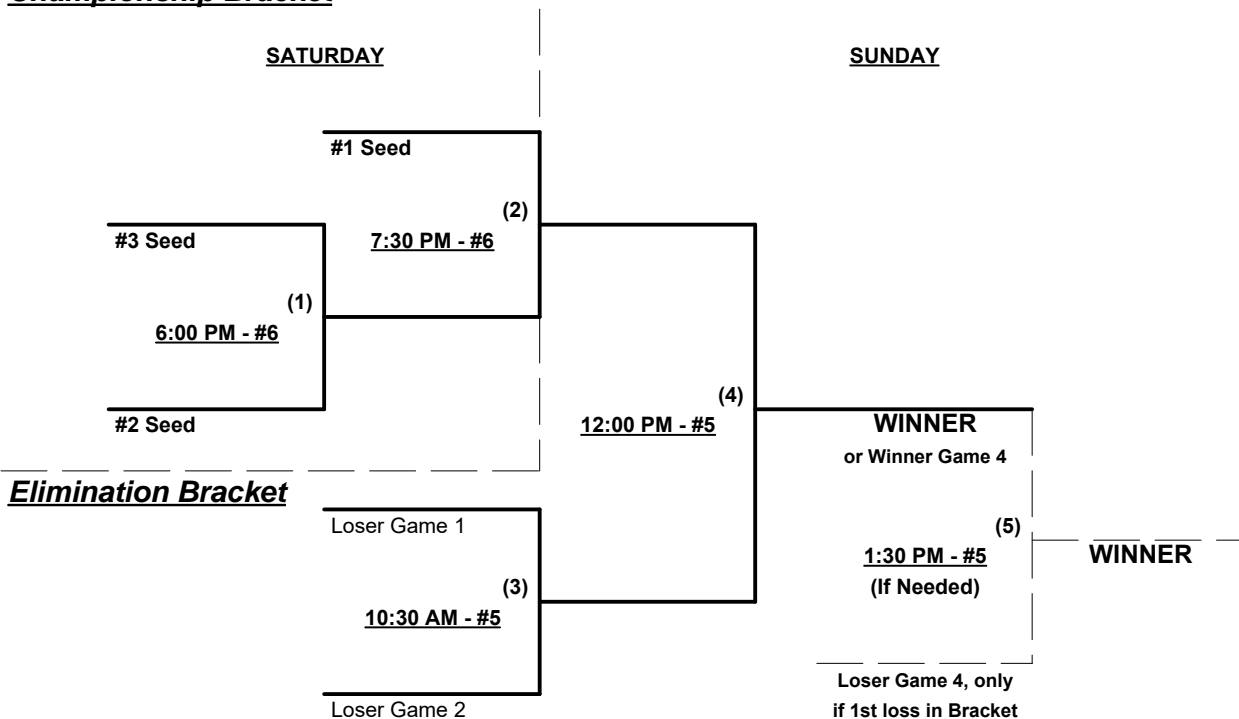 Championship Bracket
SATURDAY
SUNDAY
#1 Seed
(2)
7:30 PM - #6
#3 Seed
(1)
6:00 PM - #6
#2 Seed
(4)
12:00 PM - #5
WINNER
or Winner Game 4
Elimination Bracket
Loser Game 1
(3)
10:30 AM - #5
Loser Game 2
(5)
1:30 PM - #5
(If Needed)
WINNER
Loser Game 4, only
if 1st loss in Bracket